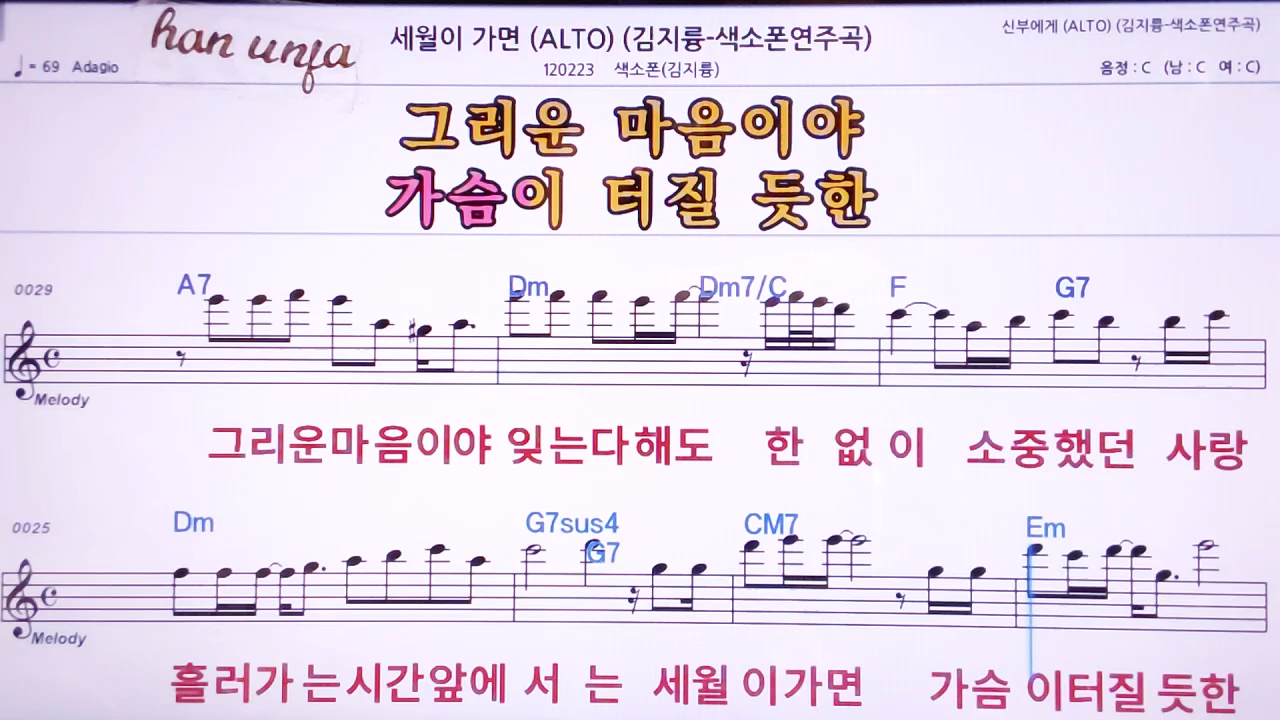 han unja
세월이 가면 (ALTO) (김지륭-색소폰연주곡)
신부에게 (ALTO) (김지륭-색소폰연주곡)
♩= 69 Adagio
120223 색소폰(김지륭)
음정 : C (남 : C 여 : C)
그리운 마음이야
가슴이 터질 듯한
0029 A7 Dm Dm7/C F G7
Melody
그리운마음이야 잊는다해도 한 없 이 소중했던 사랑
0025 Dm G7sus4 G7 CM7 Em
Melody
흘러가는시간앞에 서 는 세월 이가면 가슴 이터질 듯한